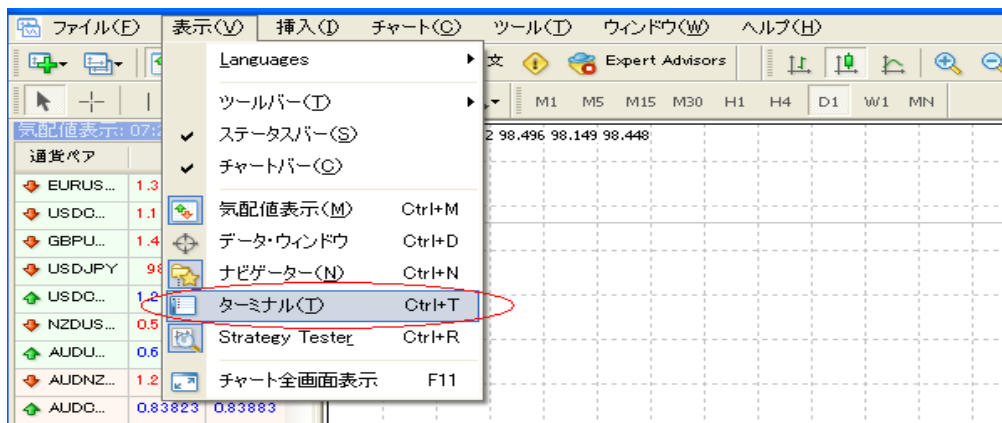 ファイル(F) 表示(V) 挿入(I) チャート(C) ツール(T) ウィンドウ(W) ヘルプ(H)
文 Expert Advisors
M1 M5 M15 M30 H1 H4 D1 W1 MN
気配値表示: 07:2
2 98.496 98.149 98.448
通貨ペア
EURUS... 1.3
USDC... 1.1
GBPU... 1.4
USDJPY 98
USDC... 1.2
NZDUS... 0.5
AUDU... 0.6
AUDNZ... 1.2
AUDC... 0.83823 0.83883
Languages
ツールバー(T)
ステータスバー(S)
チャートバー(C)
気配値表示(M) Ctrl+M
データ・ウィンドウ Ctrl+D
ナビゲーター(N) Ctrl+N
ターミナル(T) Ctrl+T
Strategy Tester Ctrl+R
チャート全画面表示 F11